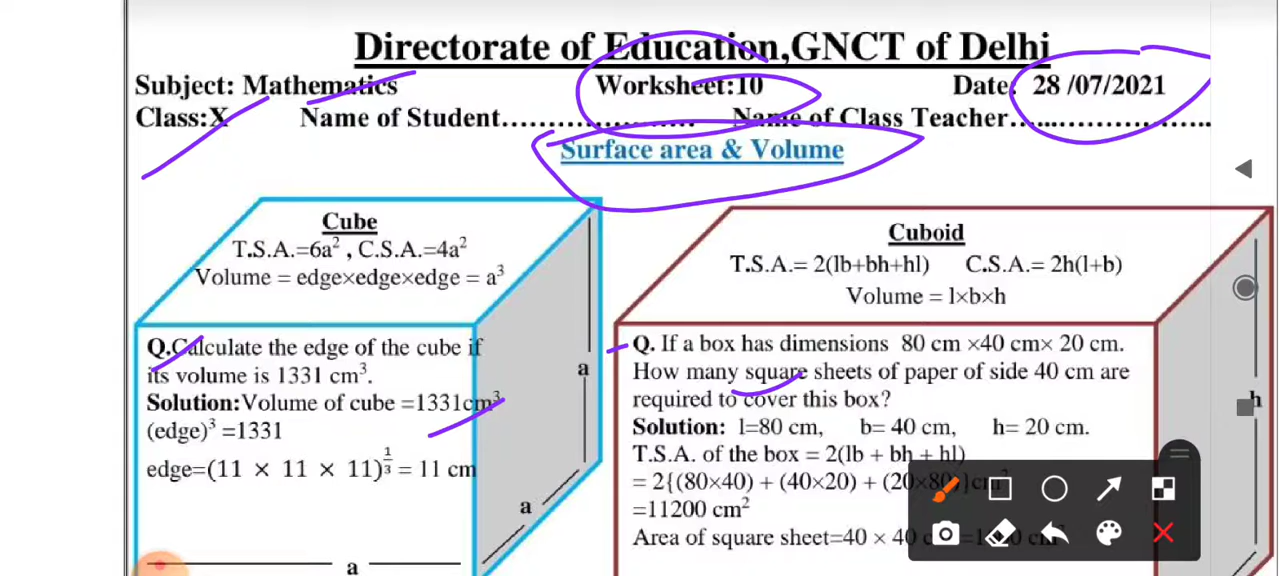 Directorate of Education,GNCT of Delhi
Subject: Mathematics Worksheet:10 Date: 28 /07/2021
Class:X Name of Student…………………… Name of Class Teacher…...……………..
Surface area & Volume
Cube
T.S.A.=6a² , C.S.A.=4a²
Volume = edge×edge×edge = a³
Q.Calculate the edge of the cube if
its volume is 1331 cm³.
Solution:Volume of cube =1331cm³
(edge)³ =1331
edge=(11 × 11 × 11)^(1/3) = 11 cm
a
a
a
Cuboid
T.S.A.= 2(lb+bh+hl) C.S.A.= 2h(l+b)
Volume = l×b×h
Q. If a box has dimensions 80 cm ×40 cm× 20 cm.
How many square sheets of paper of side 40 cm are
required to cover this box?
Solution: l=80 cm, b= 40 cm, h= 20 cm.
T.S.A. of the box = 2(lb + bh + hl)
= 2{(80×40) + (40×20) + (20×80)}cm²
=11200 cm²
Area of square sheet=40 × 40
h